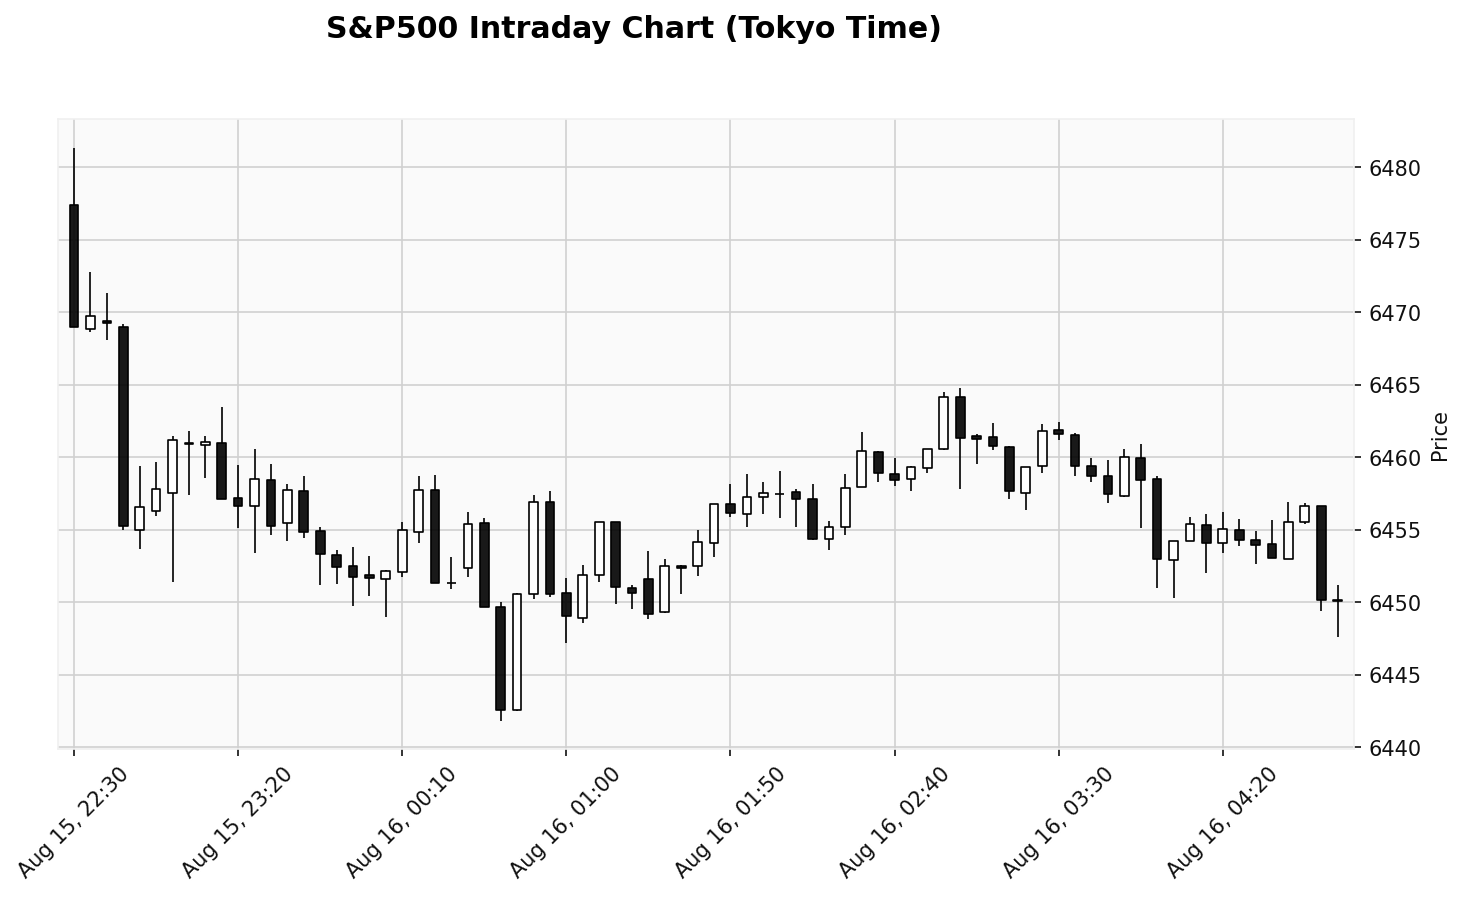 S&P500 Intraday Chart (Tokyo Time)
6480
6475
6470
6465
6460
6455
6450
6445
6440
Price
Aug 15, 22:30
Aug 15, 23:20
Aug 16, 00:10
Aug 16, 01:00
Aug 16, 01:50
Aug 16, 02:40
Aug 16, 03:30
Aug 16, 04:20